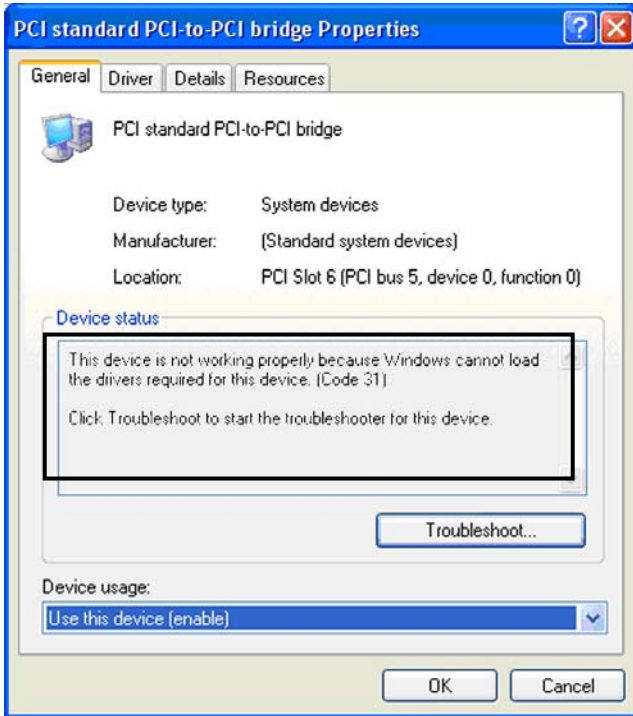 PCI standard PCI-to-PCI bridge Properties
General Driver Details Resources
PCI standard PCI-to-PCI bridge
Device type: System devices
Manufacturer: (Standard system devices)
Location: PCI Slot 6 (PCI bus 5, device 0, function 0)
Device status
This device is not working properly because Windows cannot load
the drivers required for this device. (Code 31)
Click Troubleshoot to start the troubleshooter for this device.
Troubleshoot...
Device usage:
Use this device (enable)
OK Cancel